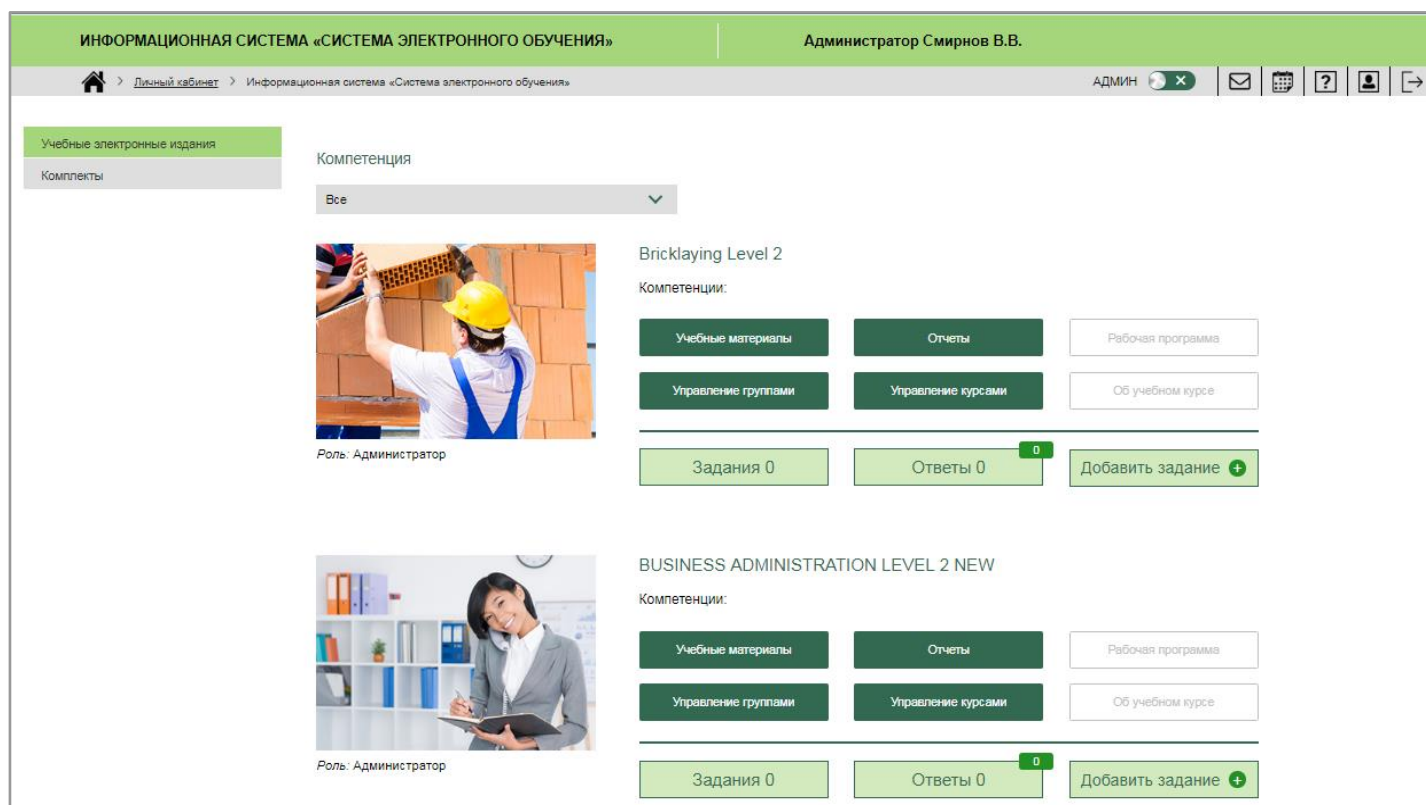 ИНФОРМАЦИОННАЯ СИСТЕМА «СИСТЕМА ЭЛЕКТРОННОГО ОБУЧЕНИЯ» Администратор Смирнов В.В.
> Личный кабинет > Информационная система «Система электронного обучения» АДМИН
Учебные электронные издания
Комплекты
Компетенция
Все
Bricklaying Level 2
Компетенции:
Учебные материалы Отчеты Рабочая программа
Управление группами Управление курсами Об учебном курсе
Роль: Администратор
0
Задания 0 Ответы 0 Добавить задание +
BUSINESS ADMINISTRATION LEVEL 2 NEW
Компетенции:
Учебные материалы Отчеты Рабочая программа
Управление группами Управление курсами Об учебном курсе
Роль: Администратор
0
Задания 0 Ответы 0 Добавить задание +